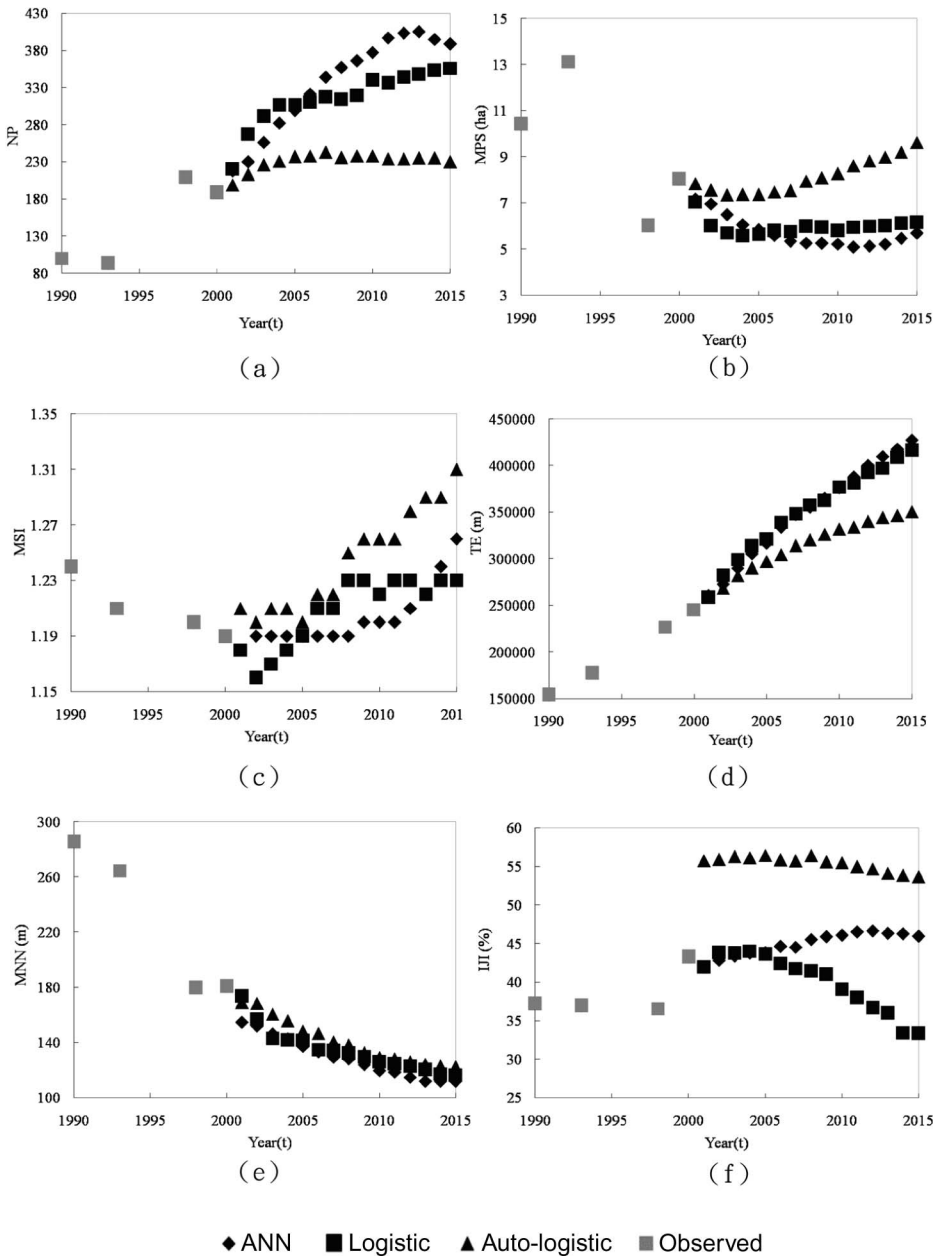 430
380
330
280
230
180
130
80
NP
1990 1995 2000 2005 2010 2015
Year(t)
(a)
15
13
11
9
7
5
3
MPS (ha)
1990 1995 2000 2005 2010 2015
Year(t)
(b)
1.35
1.31
1.27
1.23
1.19
1.15
MSI
1990 1995 2000 2005 2010 201
Year(t)
(c)
450000
400000
350000
300000
250000
200000
150000
TE (m)
1990 1995 2000 2005 2010 2015
Year(t)
(d)
300
260
220
180
140
100
MNN (m)
1990 1995 2000 2005 2010 2015
Year(t)
(e)
60
55
50
45
40
35
30
25
IJI (%)
1990 1995 2000 2005 2010 2015
Year(t)
(f)
ANN Logistic Auto-logistic Observed